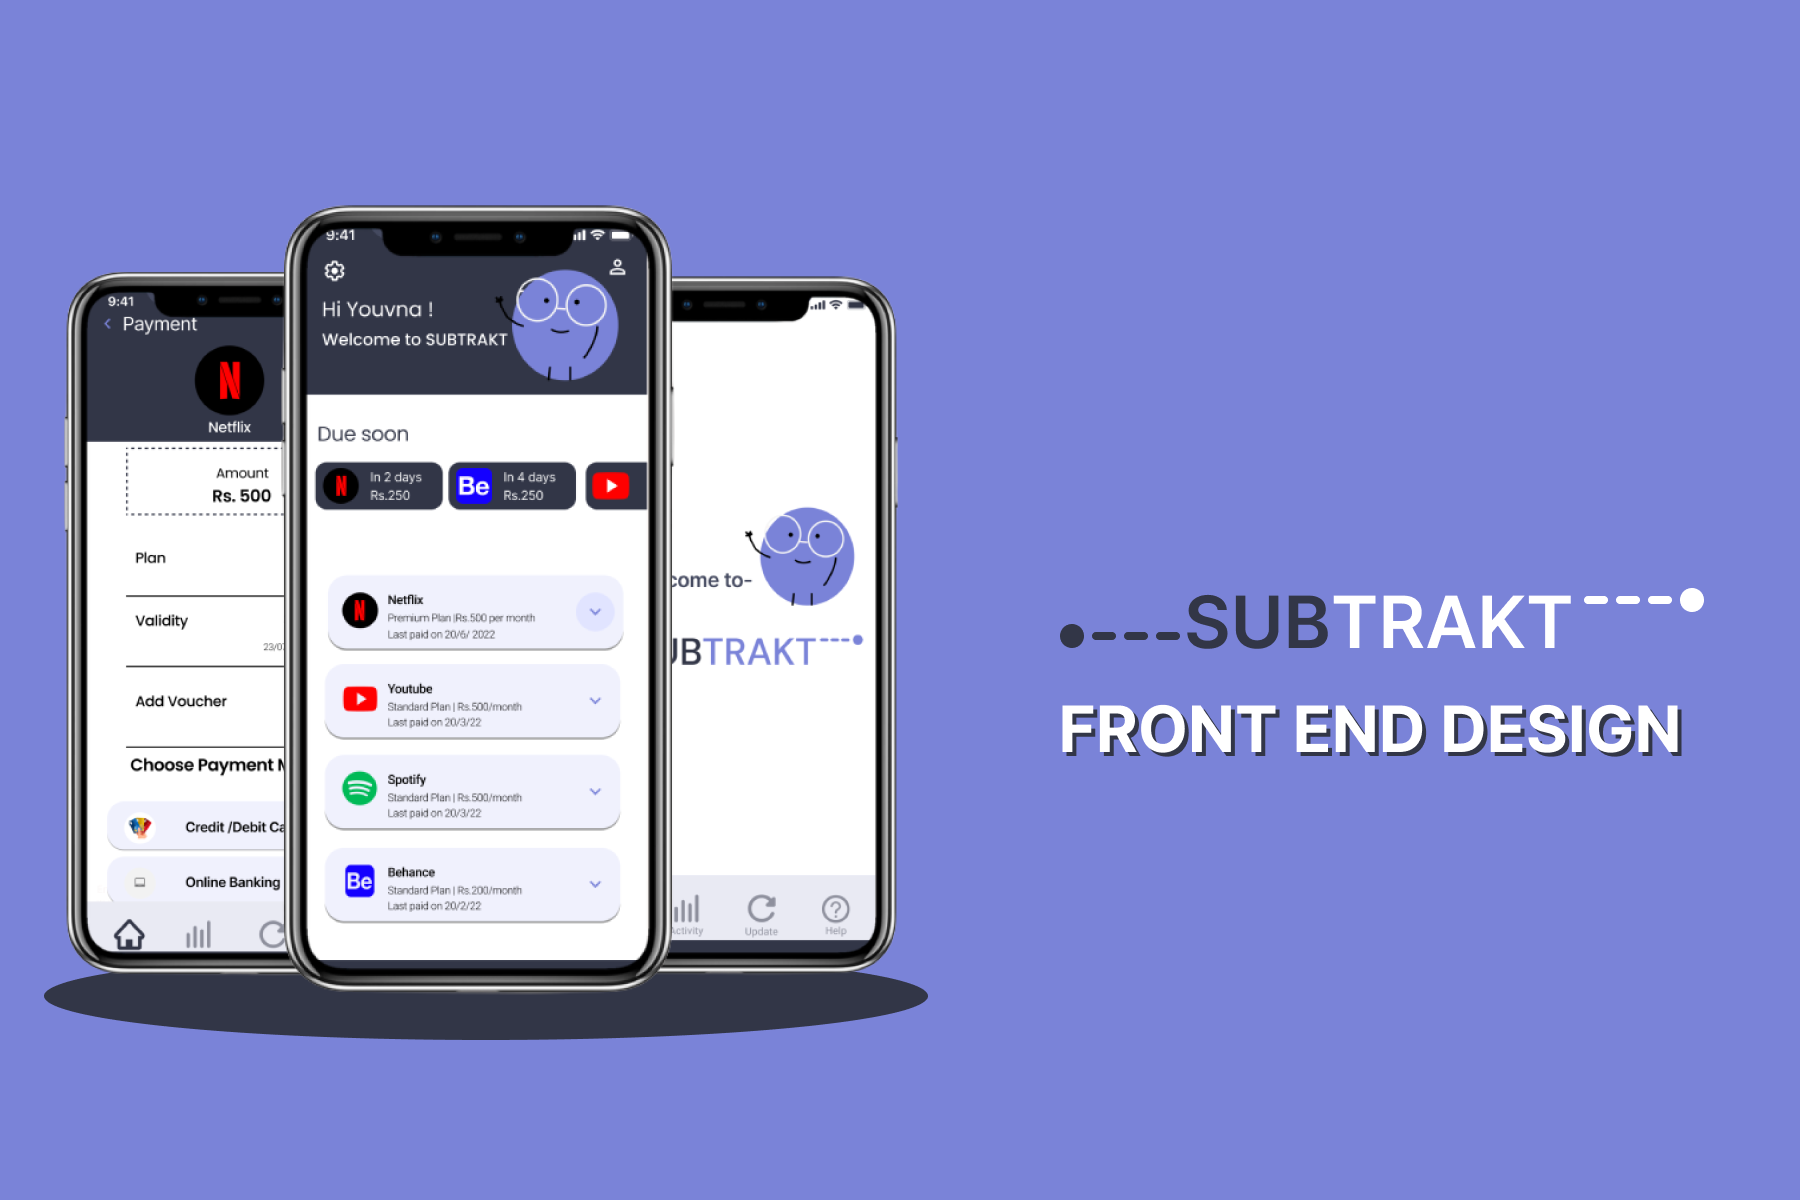 9:41
Payment
Netflix
Amount
Rs. 500
Plan
Validity
Add Voucher
Choose Payment
Credit /Debit
Online Banking
9:41
Hi Youvna !
Welcome to SUBTRAKT
Due soon
In 2 days
Rs.250
Be
In 4 days
Rs.250
Netflix
Premium Plan |Rs.500 per month
Last paid on 20/6/ 2022
Youtube
Standard Plan | Rs.500/month
Last paid on 20/3/22
Spotify
Standard Plan | Rs.500/month
Last paid on 20/3/22
Be
Behance
Standard Plan | Rs.200/month
Last paid on 20/2/22
come to-
UBTRAKT
Activity
Update
Help
SUBTRAKT
FRONT END DESIGN